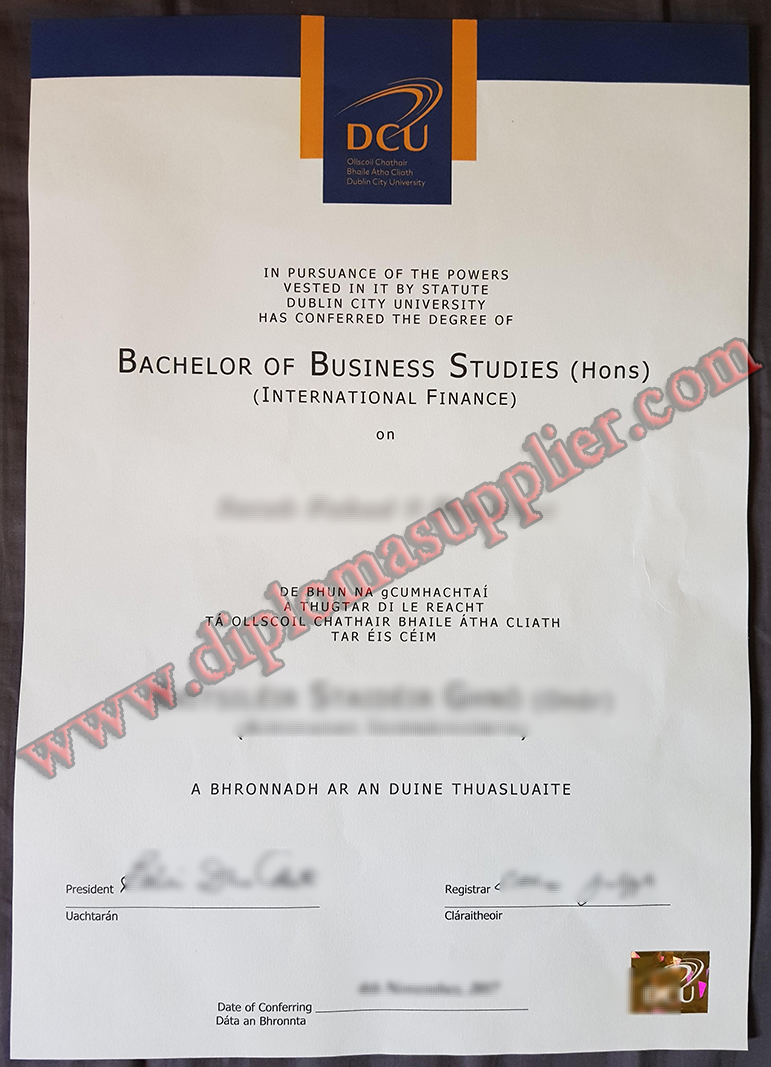 DCU
Ollscoil Chathair
Bhaile Átha Cliath
Dublin City University
IN PURSUANCE OF THE POWERS
VESTED IN IT BY STATUTE
DUBLIN CITY UNIVERSITY
HAS CONFERRED THE DEGREE OF
BACHELOR OF BUSINESS STUDIES (Hons)
(INTERNATIONAL FINANCE)
on
www.diplomasupplier.com
DE BHUN NA gCUMHACHTAÍ
A THUGTAR DI LE REACHT
TÁ OLLSCOIL CHATHAIR BHAILE ÁTHA CLIATH
TAR ÉIS CÉIM
A BHRONNADH AR AN DUINE THUASLUAITE
President
Uachtarán
Registrar
Cláraitheoir
Date of Conferring
Dáta an Bhronnta
DCU